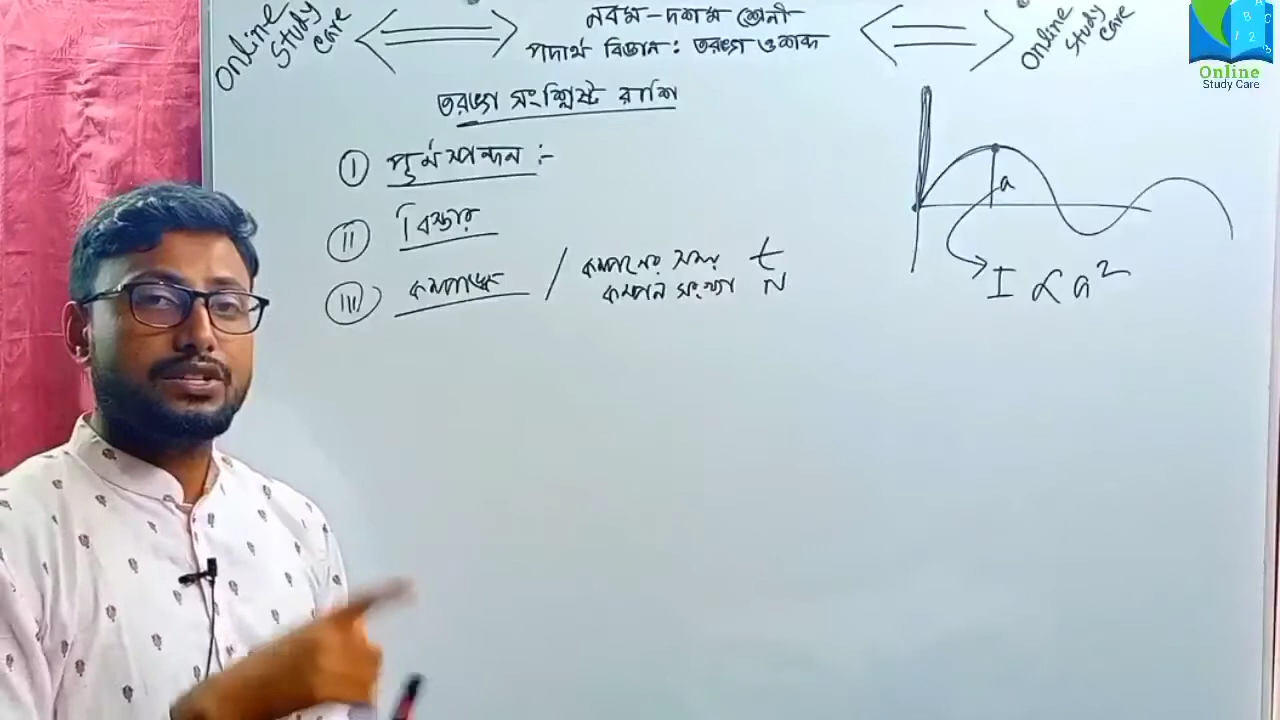 Online Study Care
নবম-দশম শ্রেনী
পদার্থ বিজ্ঞান: তরঙ্গ ও শব্দ
Online Study Care
Online
Study Care
তরঙ্গ সংশ্লিষ্ট রাশি
I পূর্ন স্পন্দন :-
II বিস্তার
III কম্পাঙ্ক / কম্পনের সময় t
কম্পন সংখ্যা N
a
I ∝ a²